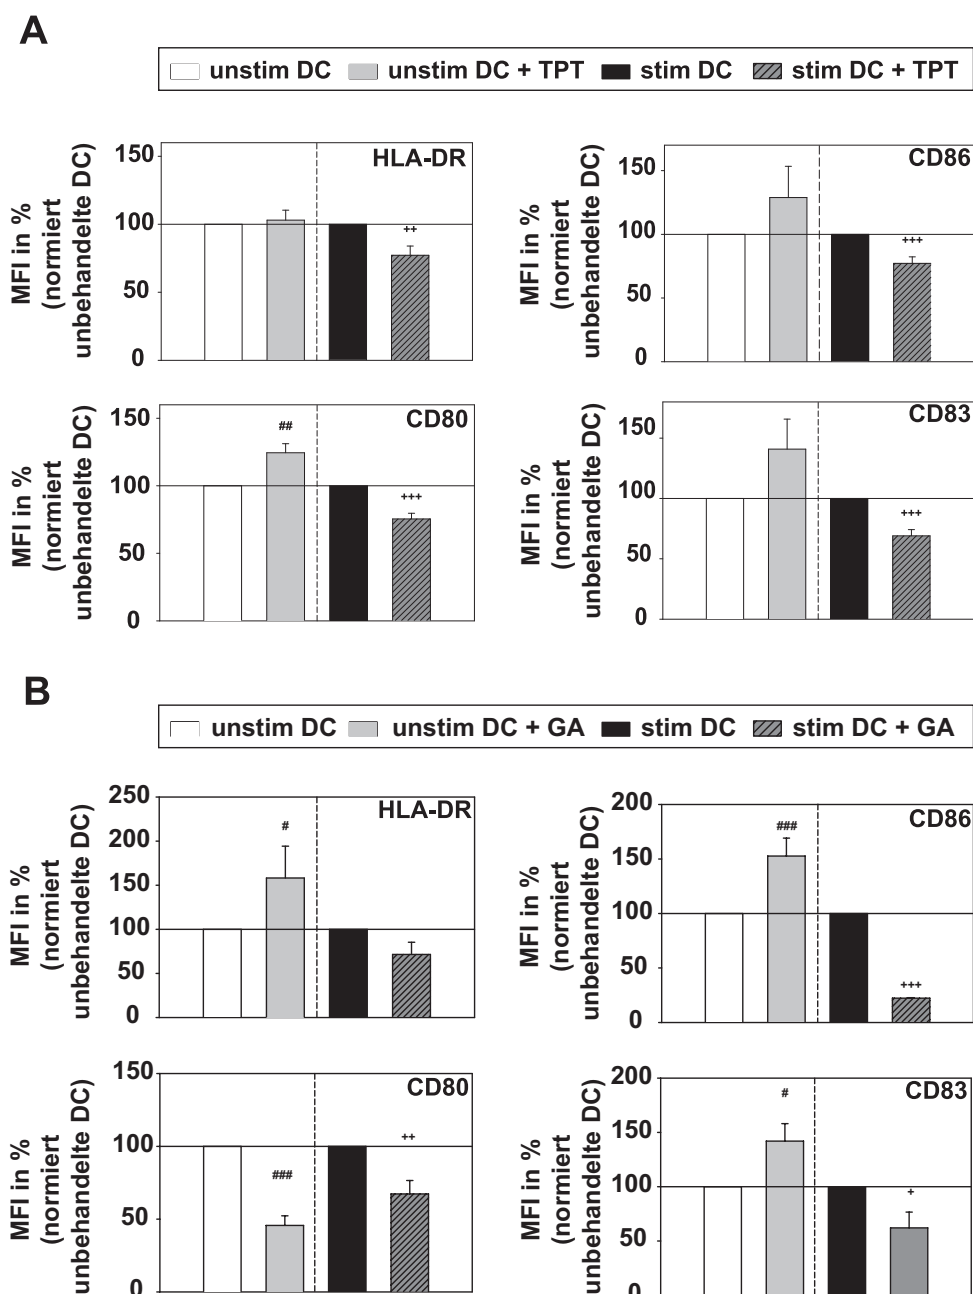 A
unstim DC unstim DC + TPT stim DC stim DC + TPT
MFI in %
(normiert
unbehandelte DC)
150
100
50
0
HLA-DR
++
MFI in %
(normiert
unbehandelte DC)
150
100
50
0
CD86
+++
MFI in %
(normiert
unbehandelte DC)
150
100
50
0
CD80
##
+++
MFI in %
(normiert
unbehandelte DC)
150
100
50
0
CD83
+++
B
unstim DC unstim DC + GA stim DC stim DC + GA
MFI in %
(normiert
unbehandelte DC)
250
200
150
100
50
0
HLA-DR
#
MFI in %
(normiert
unbehandelte DC)
200
150
100
50
0
CD86
###
+++
MFI in %
(normiert
unbehandelte DC)
150
100
50
0
CD80
###
++
MFI in %
(normiert
unbehandelte DC)
200
150
100
50
0
CD83
#
+